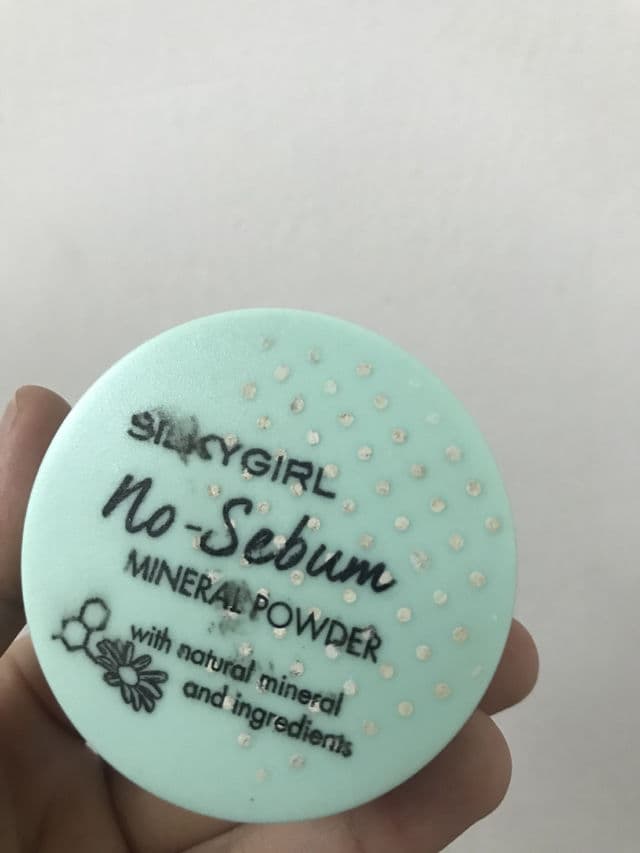 SILKYGIRL
No-Sebum
MINERAL POWDER
with natural mineral
and ingredients